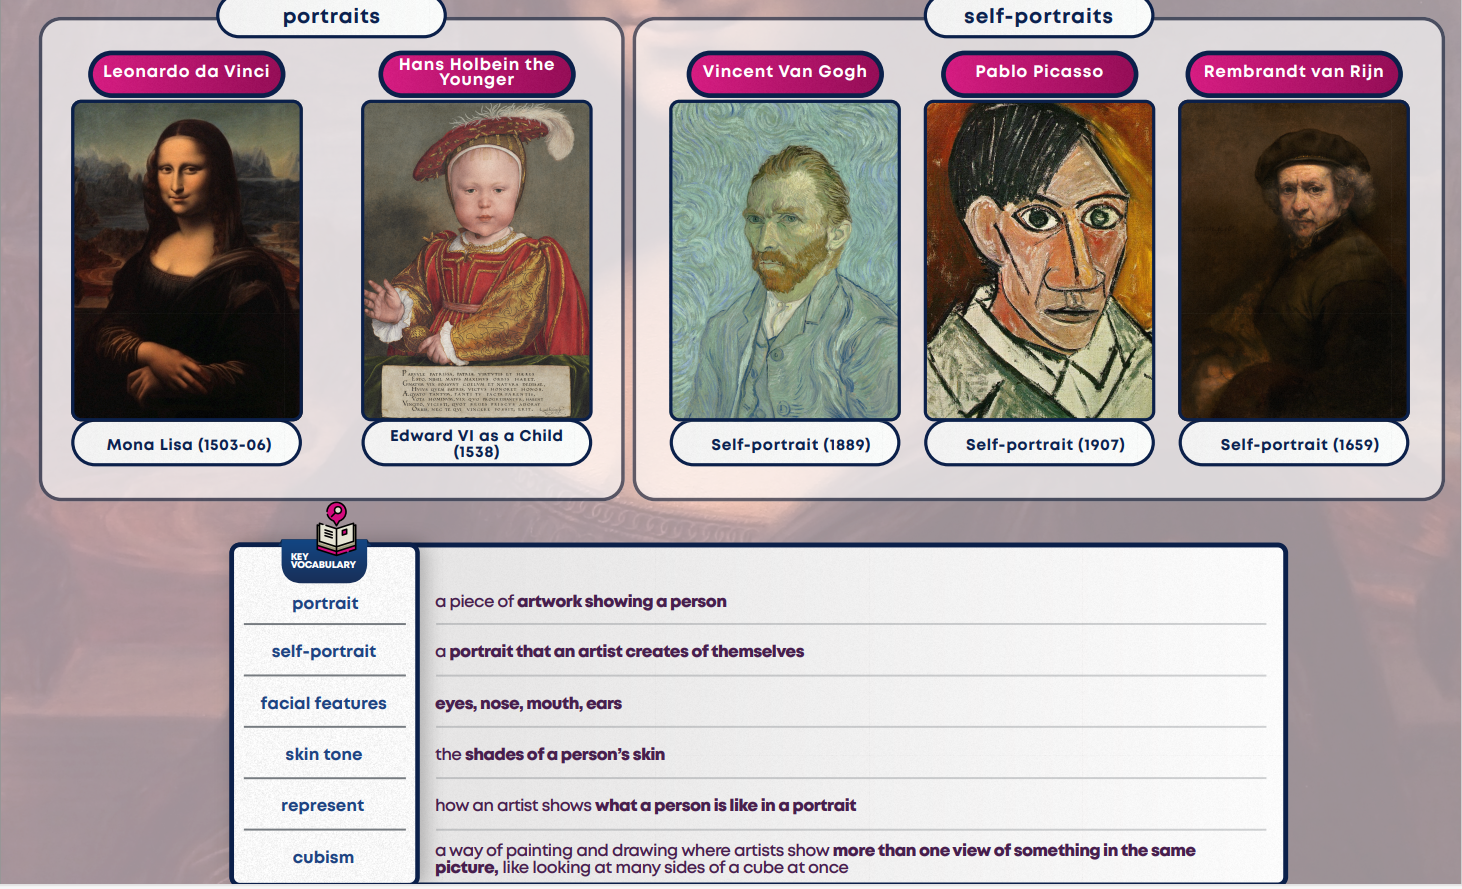 portraits
self-portraits
Leonardo da Vinci
Hans Holbein the
Younger
Vincent Van Gogh
Pablo Picasso
Rembrandt van Rijn
Mona Lisa (1503-06)
Edward VI as a Child
(1538)
Self-portrait (1889)
Self-portrait (1907)
Self-portrait (1659)
KEY
VOCABULARY
portrait
a piece of artwork showing a person
self-portrait
a portrait that an artist creates of themselves
facial features
eyes, nose, mouth, ears
skin tone
the shades of a person's skin
represent
how an artist shows what a person is like in a portrait
cubism
a way of painting and drawing where artists show more than one view of something in the same
picture, like looking at many sides of a cube at once